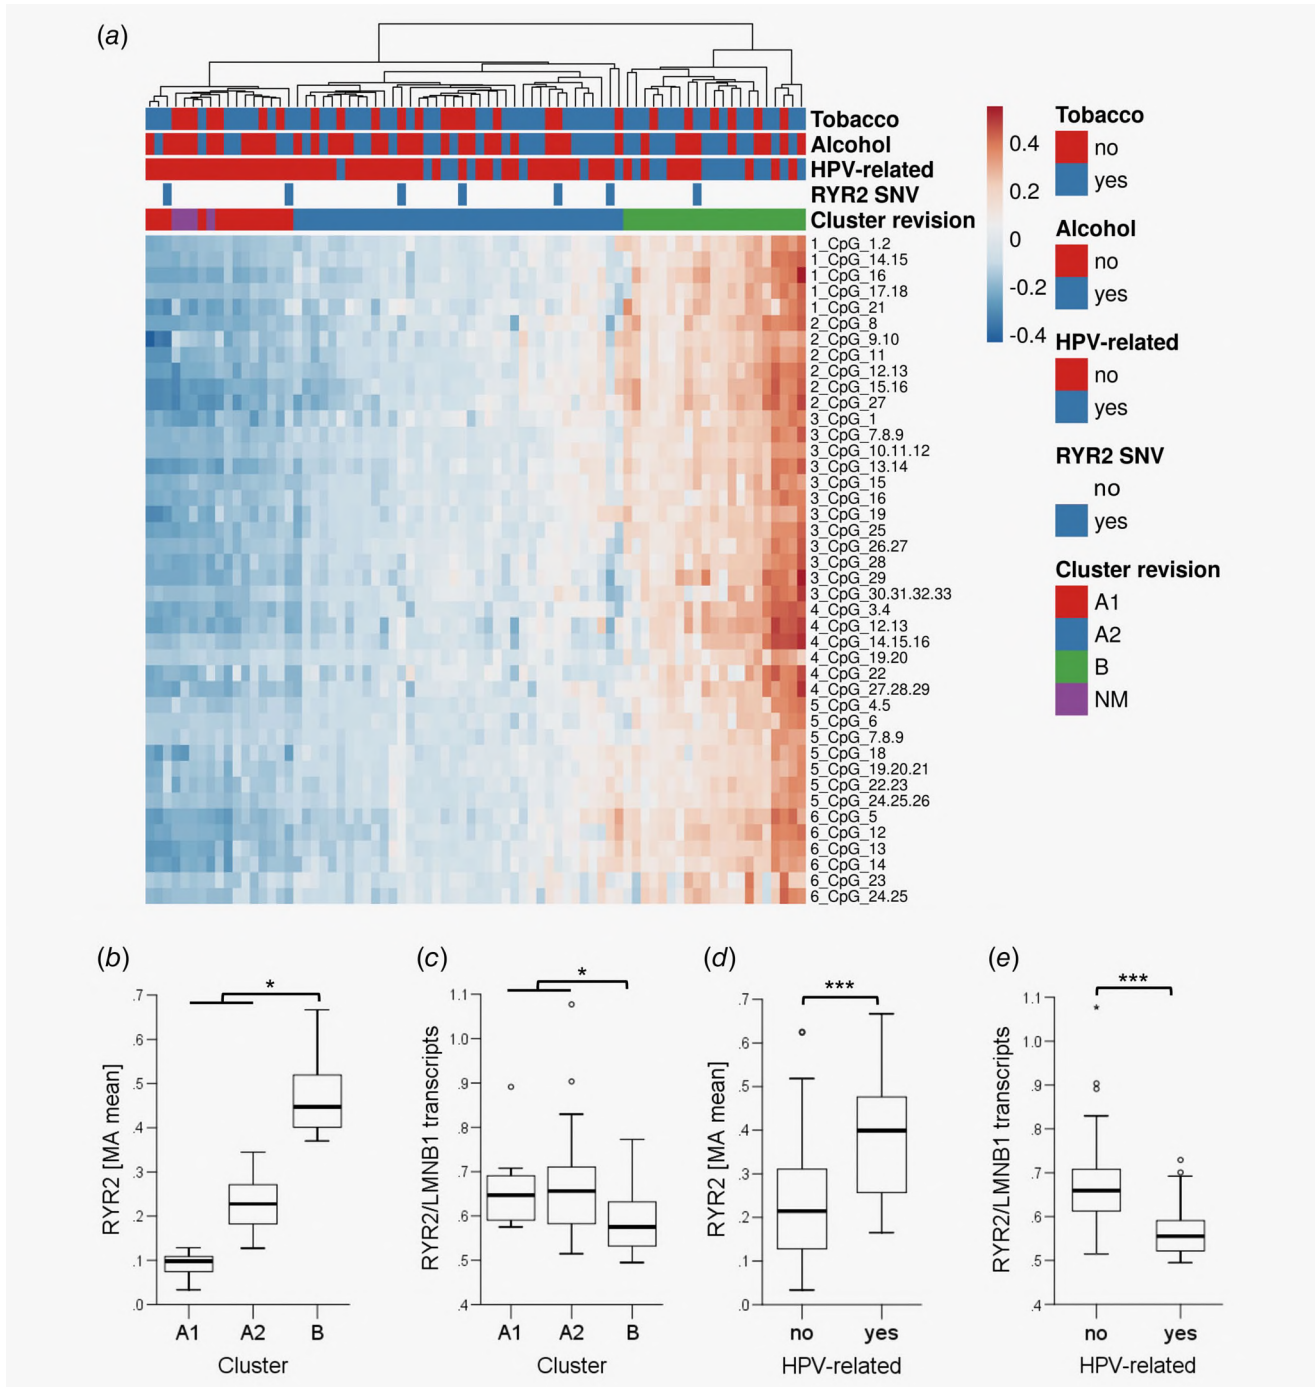 (a)
Tobacco
Alcohol
HPV-related
RYR2 SNV
Cluster revision
1_CpG_1.2
1_CpG_14.15
1_CpG_16
1_CpG_17.18
1_CpG_21
2_CpG_8
2_CpG_9.10
2_CpG_11
2_CpG_12.13
2_CpG_15.16
2_CpG_27
3_CpG_1
3_CpG_7.8.9
3_CpG_10.11.12
3_CpG_13.14
3_CpG_15
3_CpG_16
3_CpG_19
3_CpG_25
3_CpG_26.27
3_CpG_28
3_CpG_29
3_CpG_30.31.32.33
4_CpG_3.4
4_CpG_12.13
4_CpG_14.15.16
4_CpG_19.20
4_CpG_22
4_CpG_27.28.29
5_CpG_4.5
5_CpG_6
5_CpG_7.8.9
5_CpG_18
5_CpG_19.20.21
5_CpG_22.23
5_CpG_24.25.26
6_CpG_5
6_CpG_12
6_CpG_13
6_CpG_14
6_CpG_23
6_CpG_24.25
0.4
0.2
0
-0.2
-0.4
Tobacco
no
yes
Alcohol
no
yes
HPV-related
no
yes
RYR2 SNV
no
yes
Cluster revision
A1
A2
B
NM
(b)
*
RYR2 [MA mean]
.7
.6
.5
.4
.3
.2
.1
.0
A1 A2 B
Cluster
(c)
*
RYR2/LMNB1 transcripts
1.1
1.0
.9
.8
.7
.6
.5
.4
A1 A2 B
Cluster
(d)
***
RYR2 [MA mean]
.7
.6
.5
.4
.3
.2
.1
.0
no yes
HPV-related
(e)
***
*
RYR2/LMNB1 transcripts
1.1
1.0
.9
.8
.7
.6
.5
.4
no yes
HPV-related